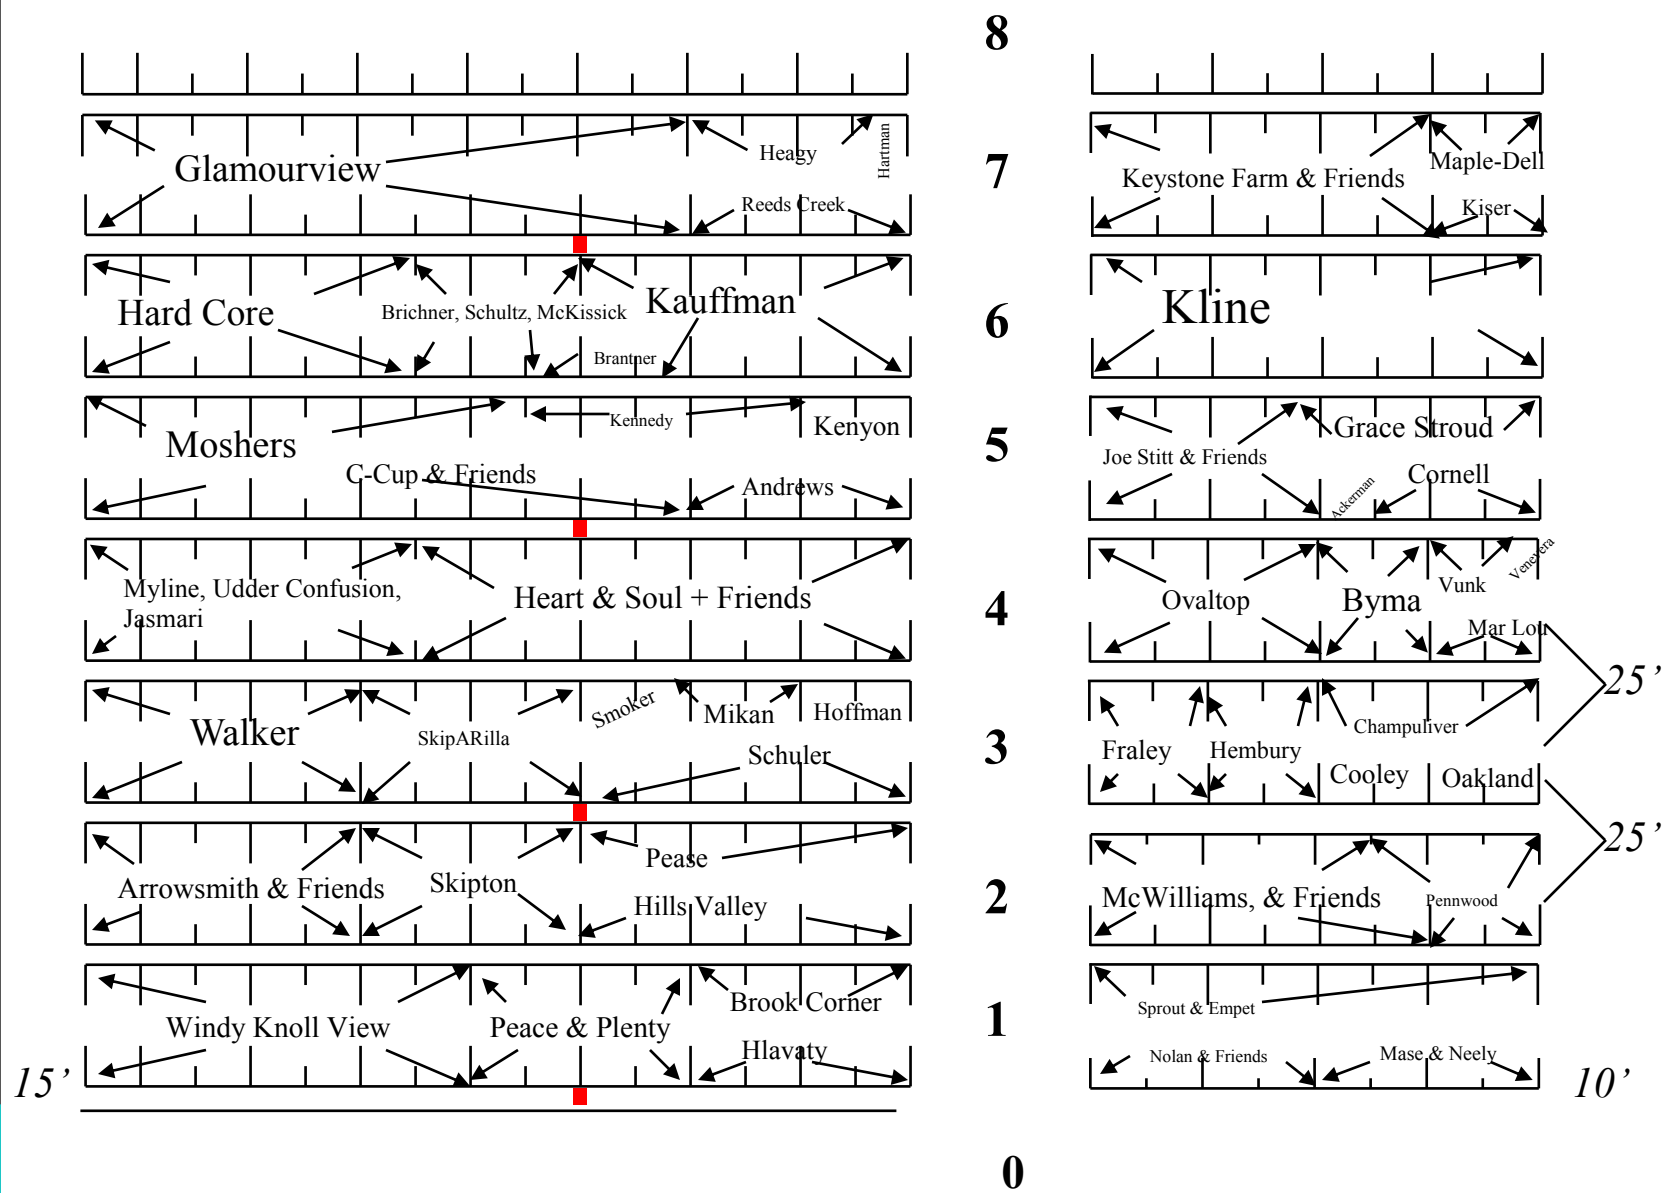 8
Glamourview
Heagy
Hartman
Reeds Creek
7
Keystone Farm & Friends
Maple-Dell
Kiser
Hard Core
Brichner, Schultz, McKissick
Kauffman
Brantner
6
Kline
Moshers
Kennedy
Kenyon
C-Cup & Friends
Andrews
5
Joe Stitt & Friends
Grace Stroud
Ackerman
Cornell
Myline, Udder Confusion,
Jasmari
Heart & Soul + Friends
4
Ovaltop
Byma
Vunk
Venevera
Mar Lou
25’
Walker
SkipARilla
Smoker
Mikan
Hoffman
Schuler
3
Fraley
Hembury
Champuliver
Cooley
Oakland
25’
Arrowsmith & Friends
Skipton
Pease
Hills Valley
2
McWilliams, & Friends
Pennwood
Windy Knoll View
Peace & Plenty
Brook Corner
Hlavaty
15’
1
Sprout & Empet
Nolan & Friends
Mase & Neely
10’
0